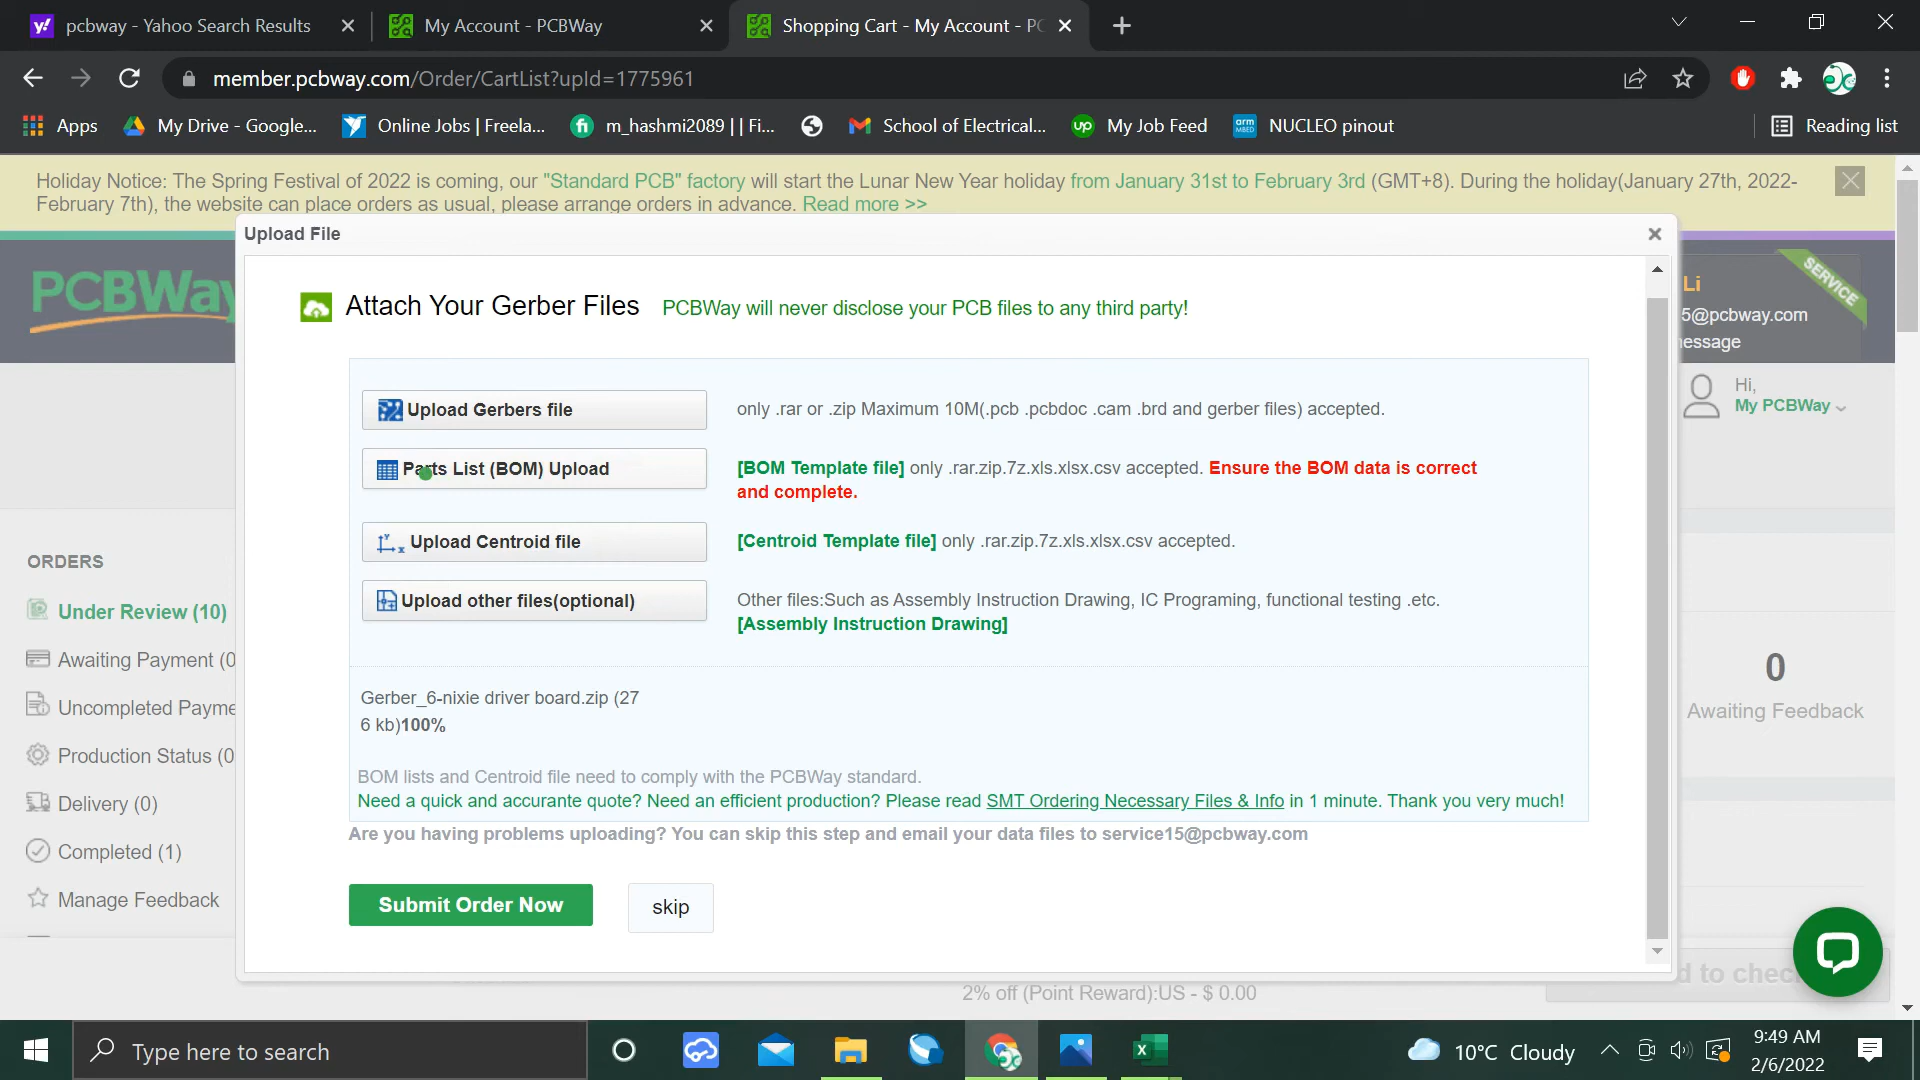 pcbway - Yahoo Search Results
My Account - PCBWay
Shopping Cart - My Account - PC
member.pcbway.com/Order/CartList?upId=1775961
Apps
My Drive - Google...
Online Jobs | Freela...
m_hashmi2089 | | Fi...
School of Electrical...
My Job Feed
NUCLEO pinout
Reading list
Holiday Notice: The Spring Festival of 2022 is coming, our "Standard PCB" factory will start the Lunar New Year holiday from January 31st to February 3rd (GMT+8). During the holiday(January 27th, 2022-
February 7th), the website can place orders as usual, please arrange orders in advance. Read more >>
Upload File
PCBWay
Li
SERVICE
5@pcbway.com
essage
Hi,
My PCBWay
Attach Your Gerber Files PCBWay will never disclose your PCB files to any third party!
Upload Gerbers file
only .rar or .zip Maximum 10M(.pcb .pcbdoc .cam .brd and gerber files) accepted.
Parts List (BOM) Upload
[BOM Template file] only .rar.zip.7z.xls.xlsx.csv accepted. Ensure the BOM data is correct
and complete.
Upload Centroid file
[Centroid Template file] only .rar.zip.7z.xls.xlsx.csv accepted.
Upload other files(optional)
Other files:Such as Assembly Instruction Drawing, IC Programing, functional testing .etc.
[Assembly Instruction Drawing]
Gerber_6-nixie driver board.zip (27
6 kb)100%
BOM lists and Centroid file need to comply with the PCBWay standard.
Need a quick and accurante quote? Need an efficient production? Please read SMT Ordering Necessary Files & Info in 1 minute. Thank you very much!
Are you having problems uploading? You can skip this step and email your data files to service15@pcbway.com
Submit Order Now
skip
ORDERS
Under Review (10)
Awaiting Payment (0
Uncompleted Payme
Production Status (0
Delivery (0)
Completed (1)
Manage Feedback
0
Awaiting Feedback
d to chec
2% off (Point Reward):US - $ 0.00
Type here to search
10°C Cloudy
9:49 AM
2/6/2022